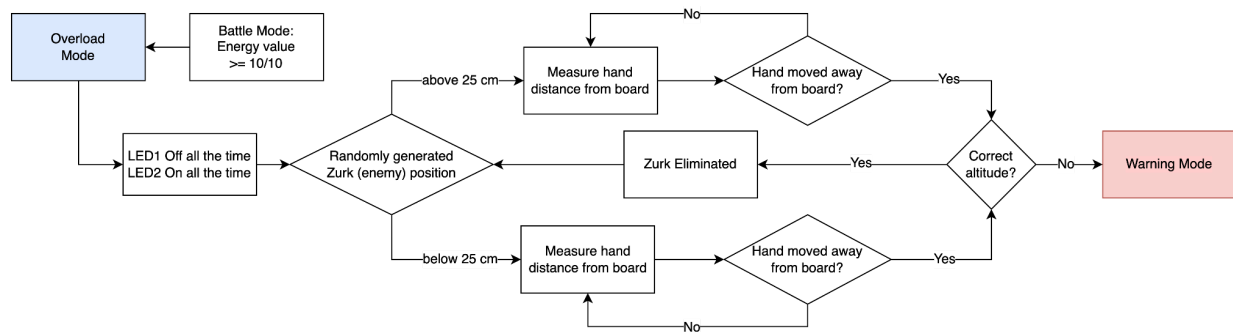 Overload
Mode
Battle Mode:
Energy value
>= 10/10
LED1 Off all the time
LED2 On all the time
Randomly generated
Zurk (enemy) position
above 25 cm
Measure hand
distance from board
No
Hand moved away
from board?
Yes
below 25 cm
Measure hand
distance from board
No
Hand moved away
from board?
Yes
Correct
altitude?
Yes
Zurk Eliminated
No
Warning Mode